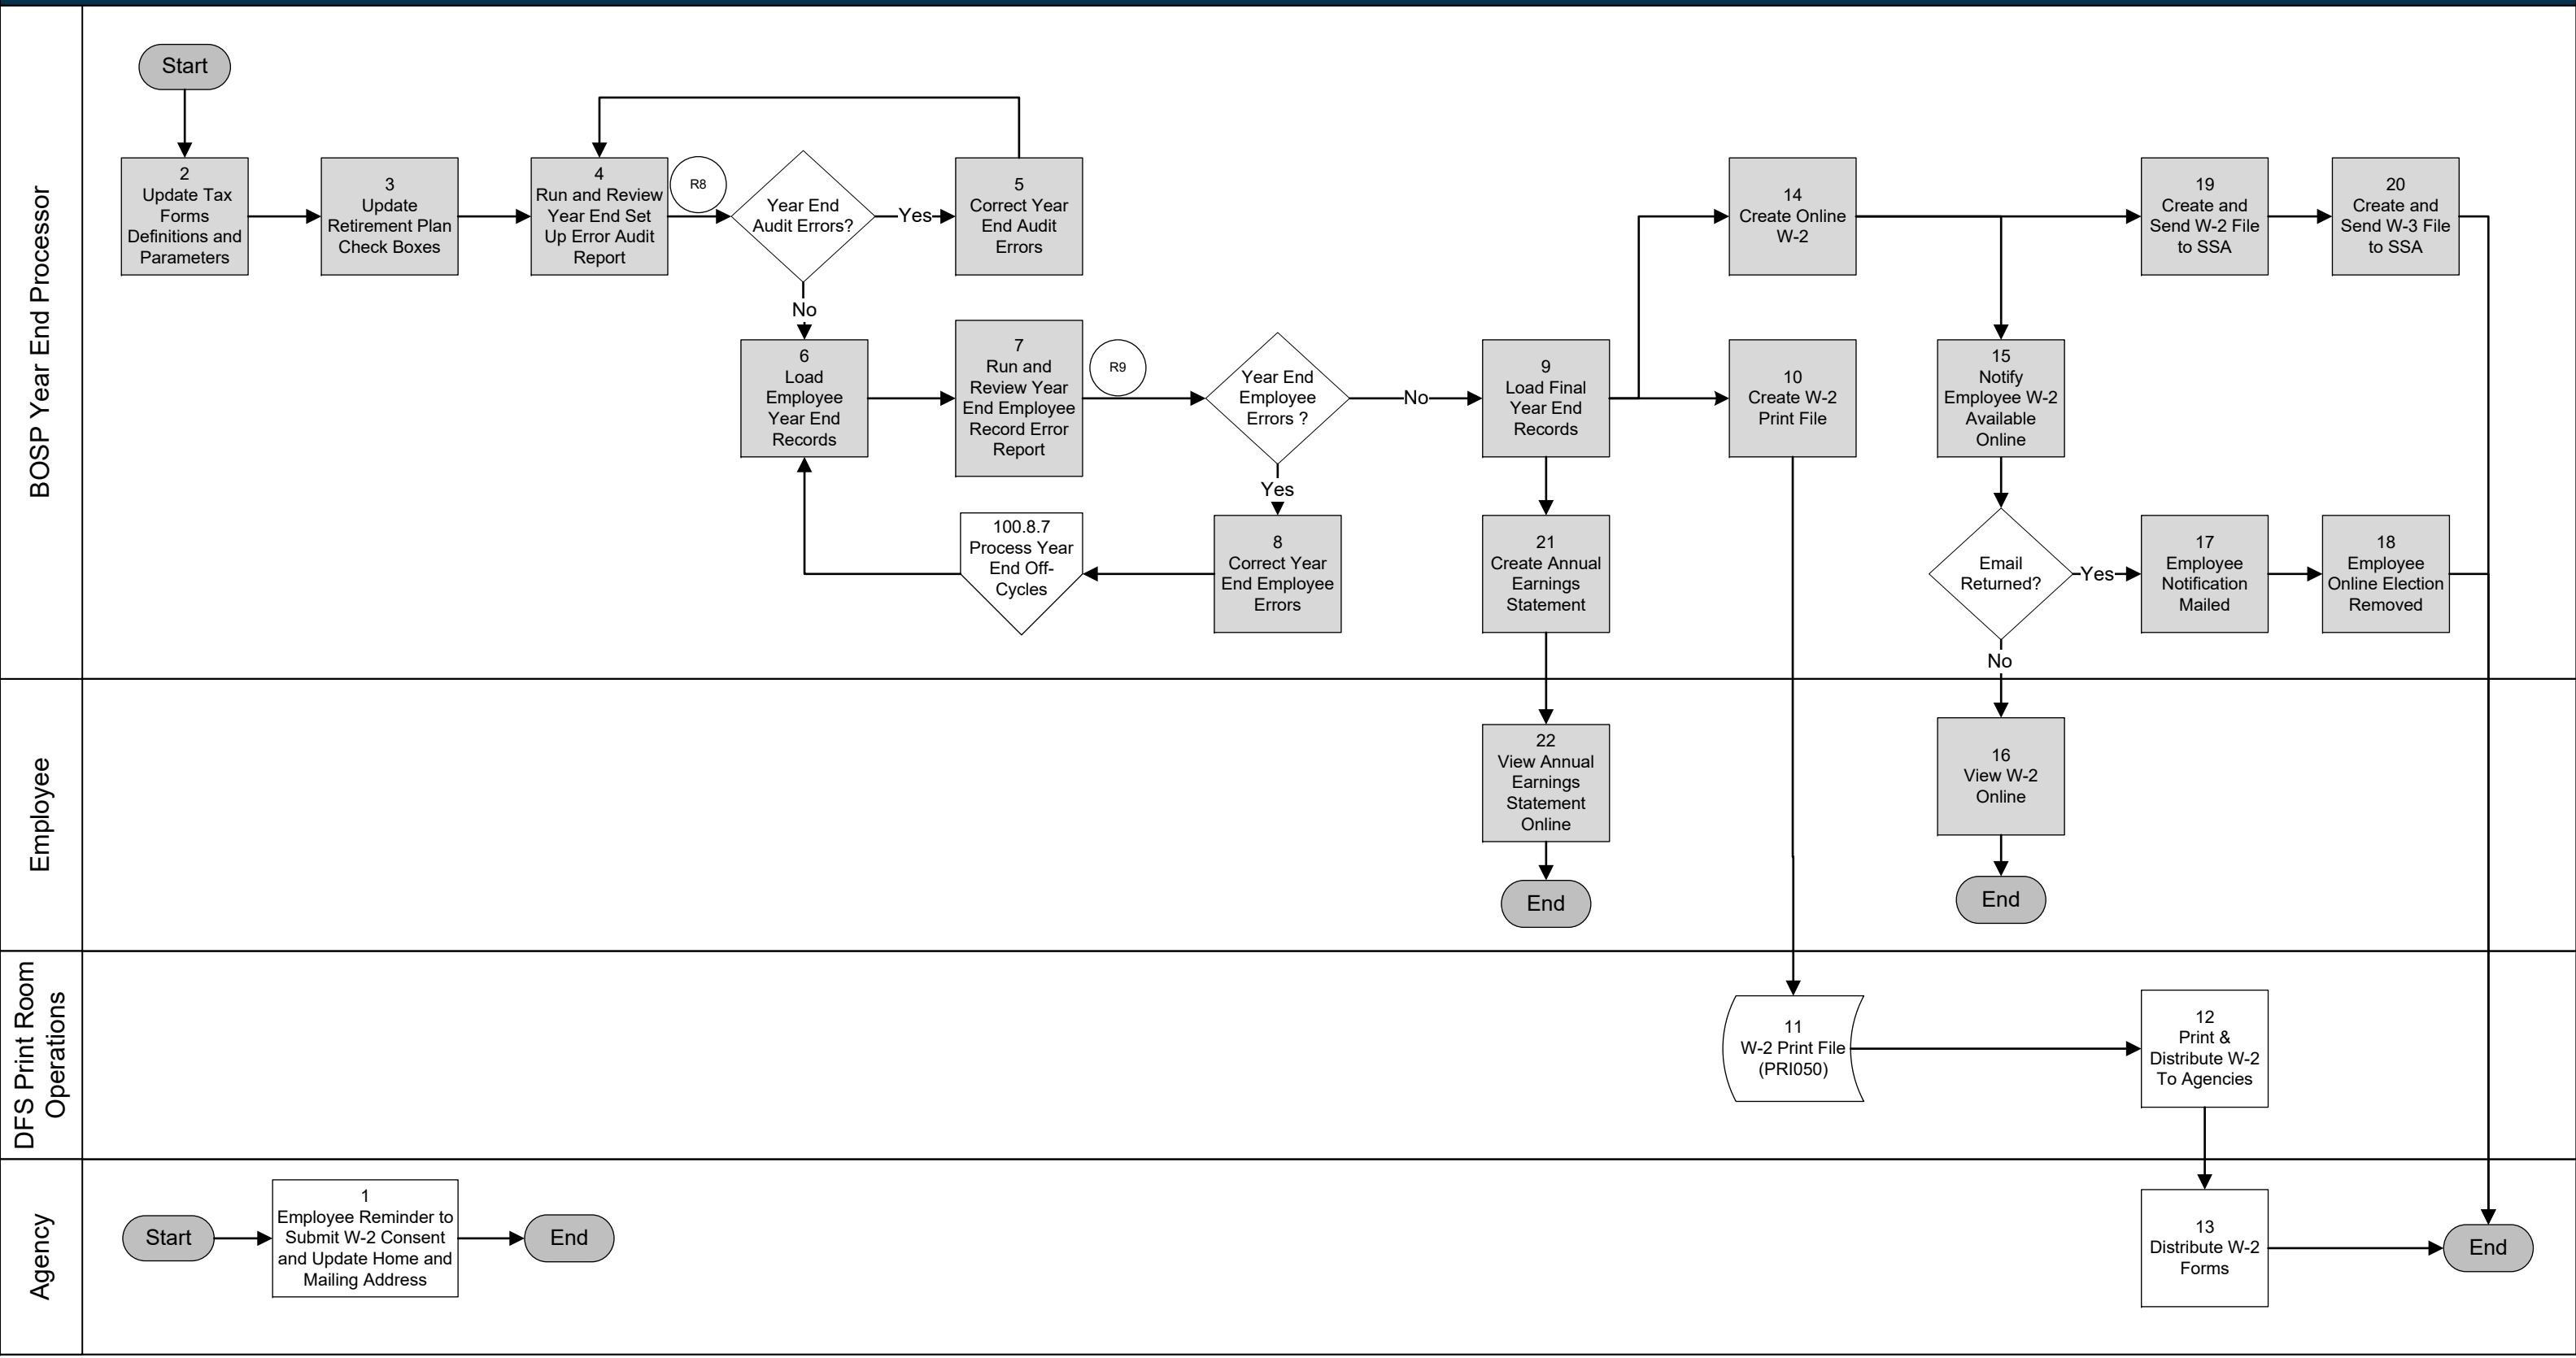 BOSP Year End Processor
Start
2
Update Tax
Forms
Definitions and
Parameters
3
Update
Retirement Plan
Check Boxes
4
Run and Review
Year End Set
Up Error Audit
Report
R8
Year End
Audit Errors?
Yes
5
Correct Year
End Audit
Errors
No
6
Load
Employee
Year End
Records
7
Run and
Review Year
End Employee
Record Error
Report
R9
Year End
Employee
Errors ?
No
Yes
8
Correct Year
End Employee
Errors
100.8.7
Process Year
End Off-
Cycles
9
Load Final
Year End
Records
14
Create Online
W-2
10
Create W-2
Print File
19
Create and
Send W-2 File
to SSA
20
Create and
Send W-3 File
to SSA
15
Notify
Employee W-2
Available
Online
21
Create Annual
Earnings
Statement
Email
Returned?
Yes
17
Employee
Notification
Mailed
18
Employee
Online Election
Removed
No
Employee
22
View Annual
Earnings
Statement
Online
End
16
View W-2
Online
End
DFS Print Room
Operations
11
W-2 Print File
(PRI050)
12
Print &
Distribute W-2
To Agencies
Agency
Start
1
Employee Reminder to
Submit W-2 Consent
and Update Home and
Mailing Address
End
13
Distribute W-2
Forms
End